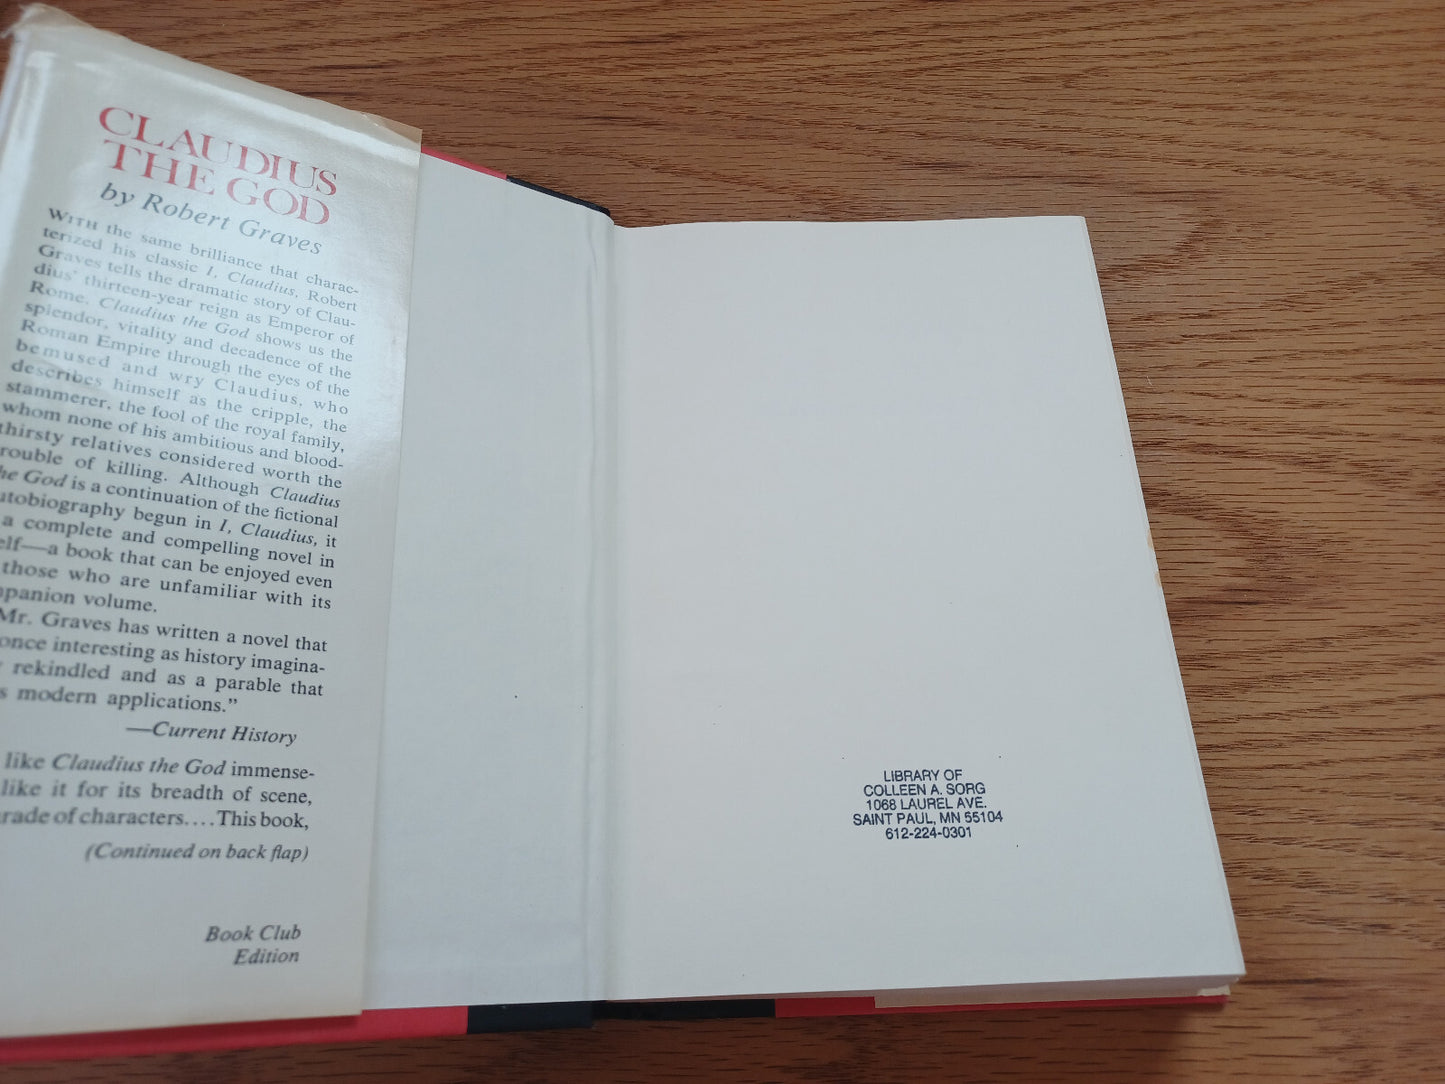 CLAUDIUS
THE GOD
by Robert Graves
WITH the same brilliance that charac-
terized his classic I, Claudius, Robert
Graves tells the dramatic story of Clau-
dius' thirteen-year reign as Emperor of
Rome. Claudius the God shows us the
splendor, vitality and decadence of the
Roman Empire through the eyes of the
bemused and wry Claudius, who
describes himself as the cripple, the
stammerer, the fool of the royal family,
whom none of his ambitious and blood-
thirsty relatives considered worth the
rouble of killing. Although Claudius
he God is a continuation of the fictional
utobiography begun in I, Claudius, it
a complete and compelling novel in
elf—a book that can be enjoyed even
those who are unfamiliar with its
panion volume.
Mr. Graves has written a novel that
once interesting as history imagina-
rekindled and as a parable that
s modern applications."
—Current History
like Claudius the God immense-
like it for its breadth of scene,
rade of characters....This book,
(Continued on back flap)
Book Club
Edition
LIBRARY OF
COLLEEN A. SORG
1068 LAUREL AVE.
SAINT PAUL, MN 55104
612-224-0301